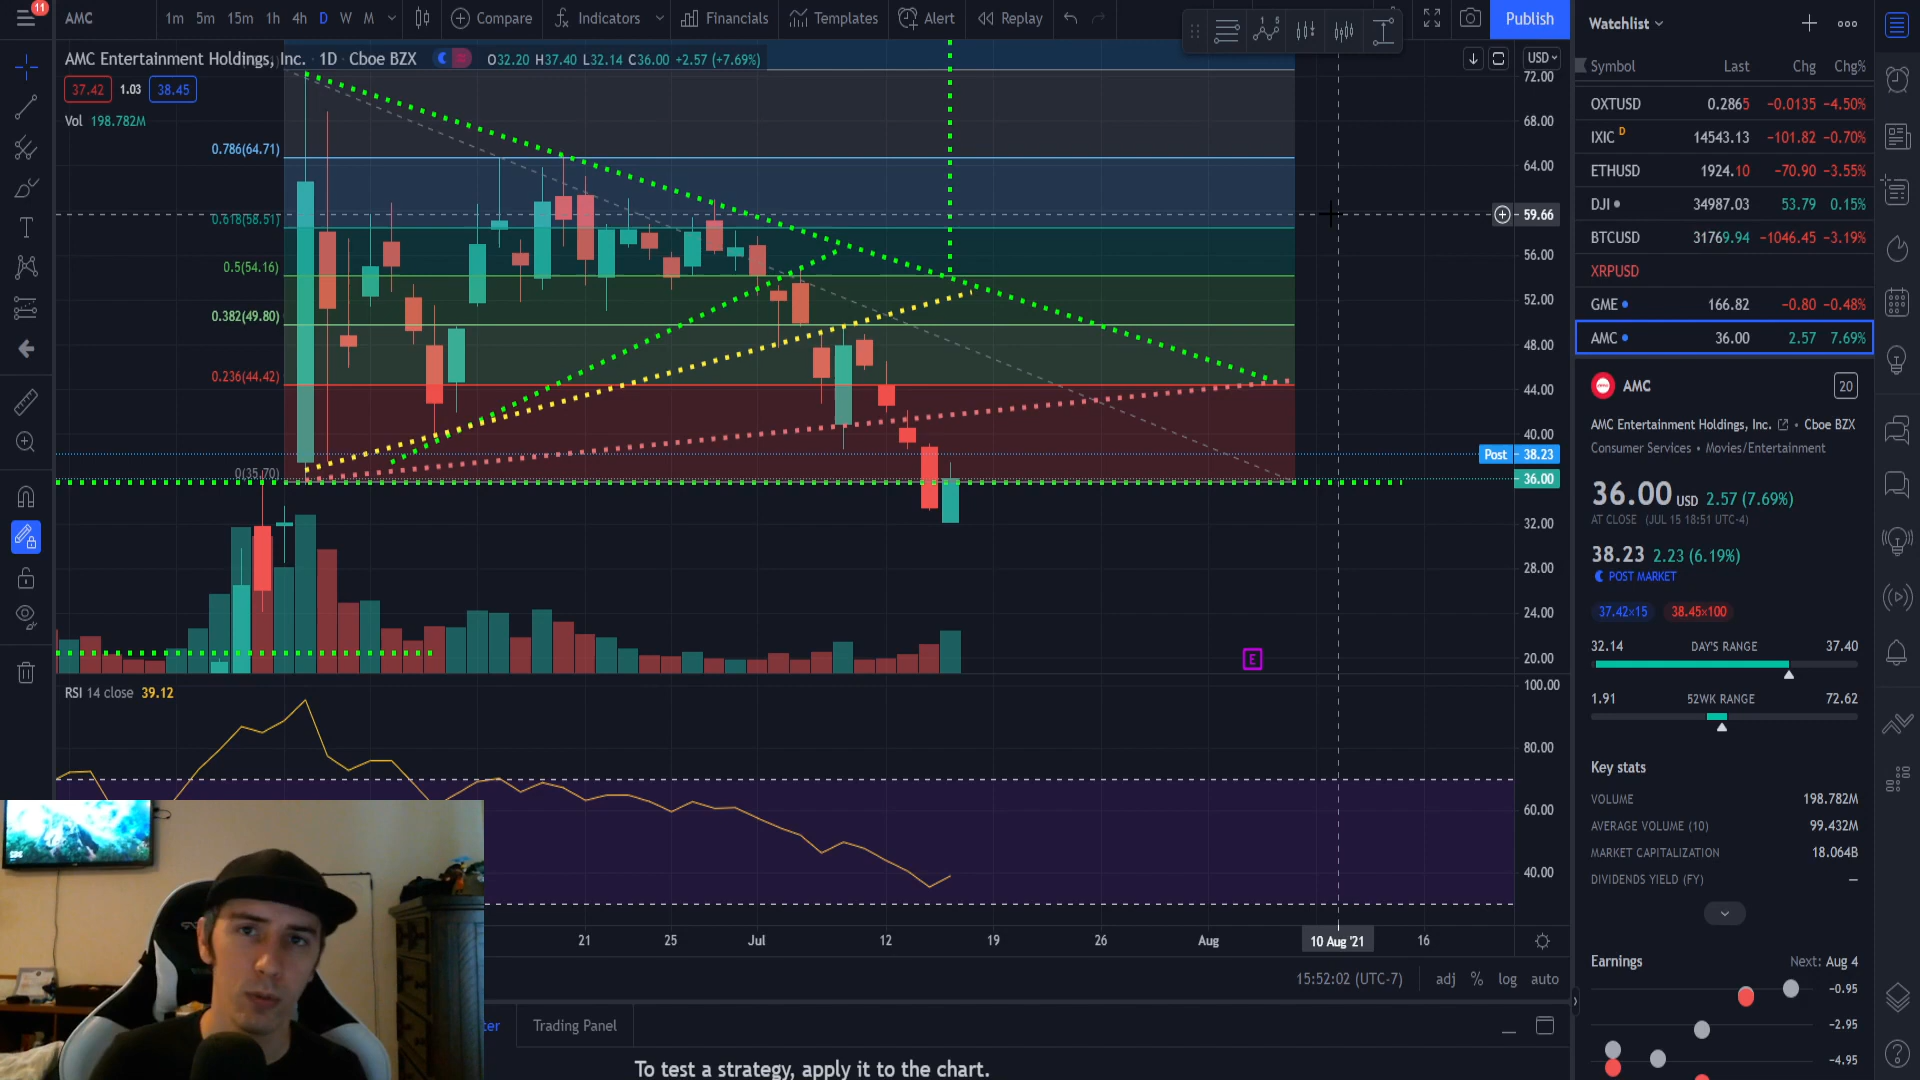 11
AMC
1m 5m 15m 1h 4h D W M
Compare
Indicators
Financials
Templates
Alert
Replay
Publish
AMC Entertainment Holdings, Inc. · 1D · Cboe BZX
O32.20 H37.40 L32.14 C36.00 +2.57 (+7.69%)
37.42 1.03 38.45
Vol 198.782M
USD
72.00
68.00
64.00
59.66
56.00
52.00
48.00
44.00
40.00
Post 38.23
36.00
32.00
28.00
24.00
20.00
0.786(64.71)
0.618(58.51)
0.5(54.16)
0.382(49.80)
0.236(44.42)
0(35.70)
E
RSI 14 close 39.12
100.00
80.00
60.00
40.00
21 25 Jul 12 19 26 Aug 10 Aug '21 16
15:52:02 (UTC-7) adj % log auto
Trading Panel
To test a strategy, apply it to the chart.
Watchlist
Symbol Last Chg Chg%
OXTUSD 0.2865 −0.0135 −4.50%
IXIC D 14543.13 −101.82 −0.70%
ETHUSD 1924.10 −70.90 −3.55%
DJI 34987.03 53.79 0.15%
BTCUSD 31769.94 −1046.45 −3.19%
XRPUSD
GME 166.82 −0.80 −0.48%
AMC 36.00 2.57 7.69%
AMC 20
AMC Entertainment Holdings, Inc. · Cboe BZX
Consumer Services · Movies/Entertainment
36.00 USD 2.57 (7.69%)
AT CLOSE (JUL 15 18:51 UTC-4)
38.23 2.23 (6.19%)
POST MARKET
37.42×15 38.45×100
32.14 DAY'S RANGE 37.40
1.91 52WK RANGE 72.62
Key stats
VOLUME 198.782M
AVERAGE VOLUME (10) 99.432M
MARKET CAPITALIZATION 18.064B
DIVIDENDS YIELD (FY) —
Earnings Next: Aug 4
−0.95
−2.95
−4.95